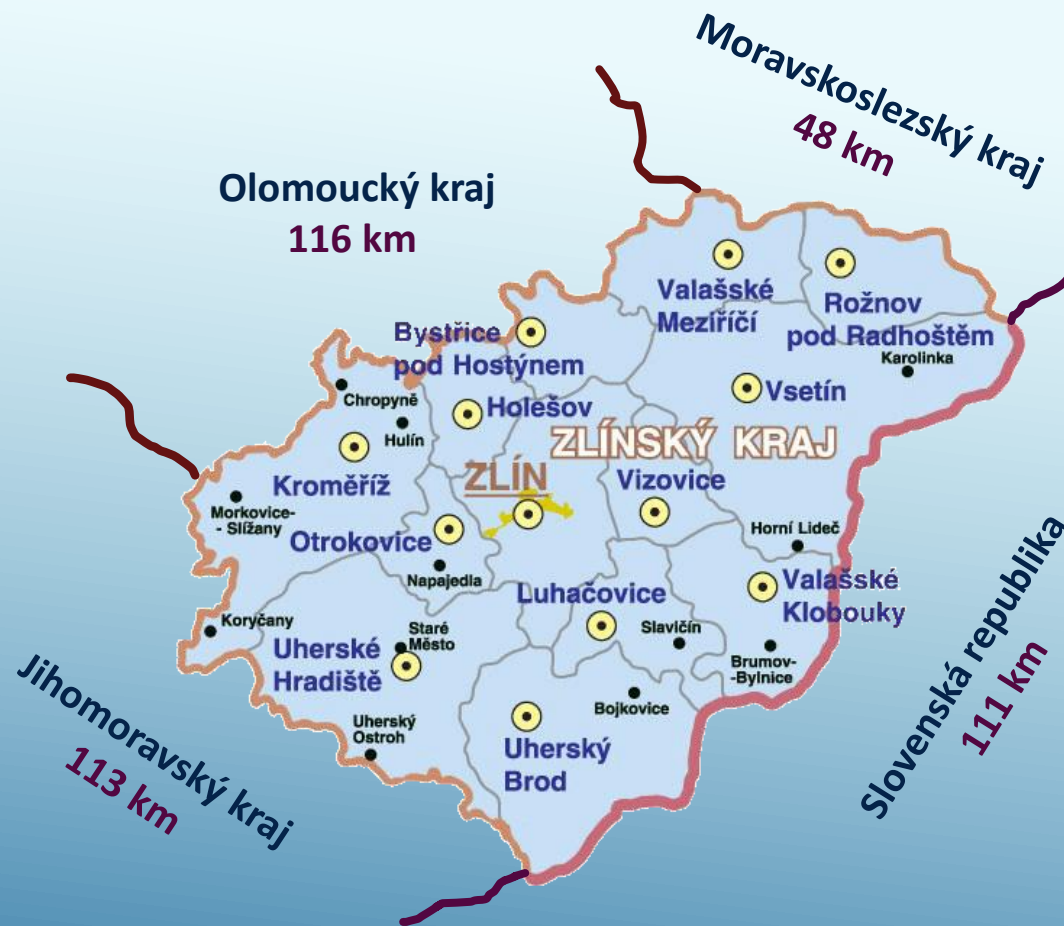 Moravskoslezský kraj
48 km
Olomoucký kraj
116 km
Valašské
Meziříčí
Rožnov
pod Radhoštěm
Karolinka
Bystřice
pod Hostýnem
Chropyně
Holešov
Hulín
Vsetín
ZLÍNSKÝ KRAJ
Kroměříž
ZLÍN
Vizovice
Morkovice-
- Slížany
Otrokovice
Horní Lideč
Napajedla
Luhačovice
Valašské
Klobouky
Koryčany
Staré
Město
Slavičín
Uherské
Hradiště
Brumov-
-Bylnice
Bojkovice
Uherský
Ostroh
Uherský
Brod
Jihomoravský kraj
113 km
Slovenská republika
111 km